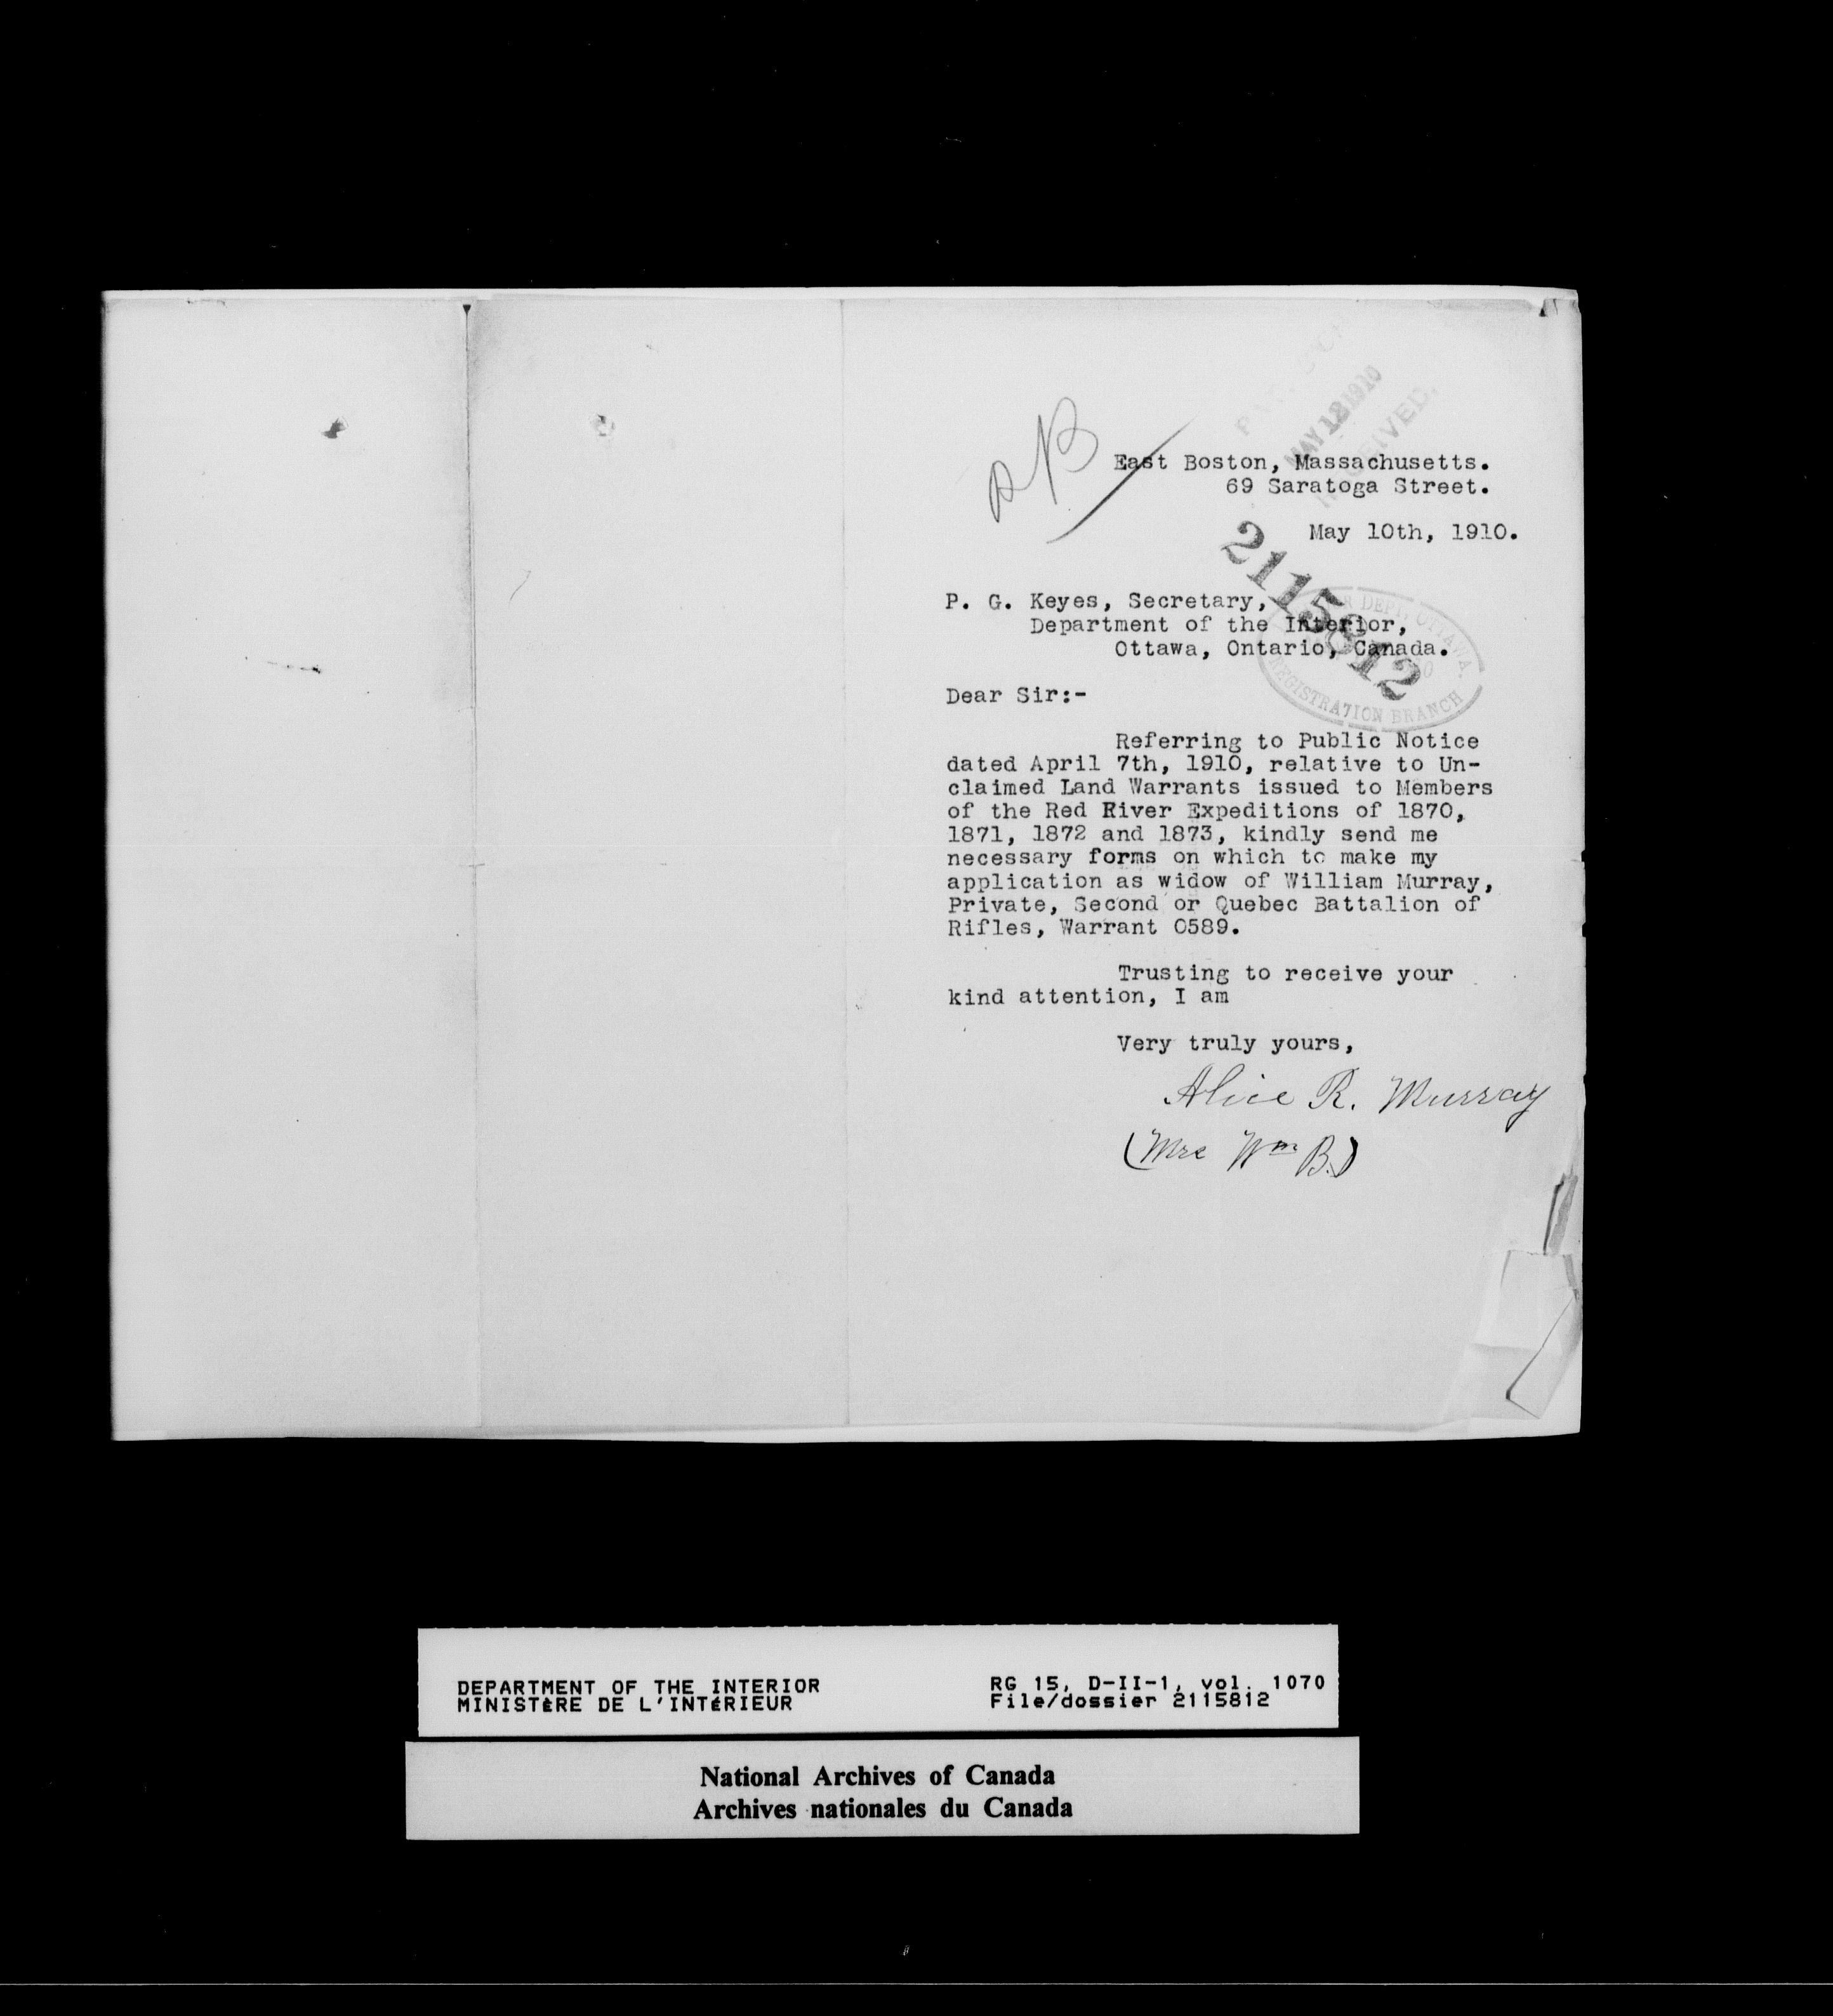 MAY 12 1910
East Boston, Massachusetts.
69 Saratoga Street.
May 10th, 1910.
2115812
P. G. Keyes, Secretary,
Department of the Interior,
Ottawa, Ontario, Canada.
DEPT. OTTAWA.
REGISTRATION BRANCH
Dear Sir:-
Referring to Public Notice
dated April 7th, 1910, relative to Un-
claimed Land Warrants issued to Members
of the Red River Expeditions of 1870,
1871, 1872 and 1873, kindly send me
necessary forms on which to make my
application as widow of William Murray,
Private, Second or Quebec Battalion of
Rifles, Warrant 0589.
Trusting to receive your
kind attention, I am
Very truly yours,
Alice R. Murray
(Mrs Wm B.)
DEPARTMENT OF THE INTERIOR RG 15, D-II-1, vol. 1070
MINISTÈRE DE L'INTÉRIEUR File/dossier 2115812
National Archives of Canada
Archives nationales du Canada